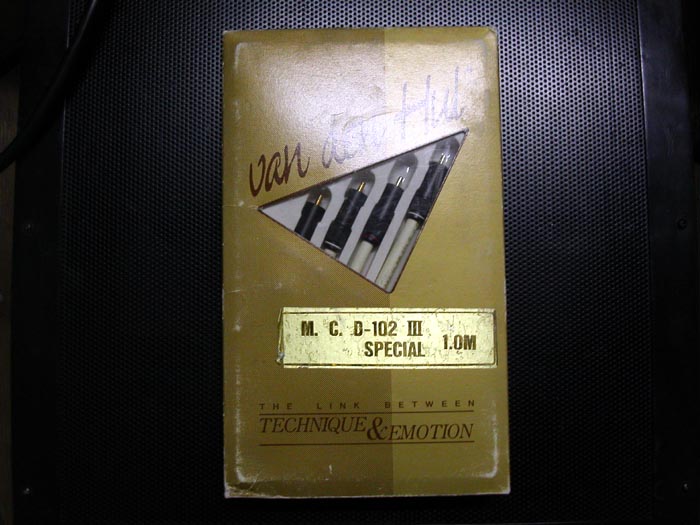 van den Hul
M. C. D-102 III
SPECIAL 1.0M
THE LINK BETWEEN
TECHNIQUE & EMOTION